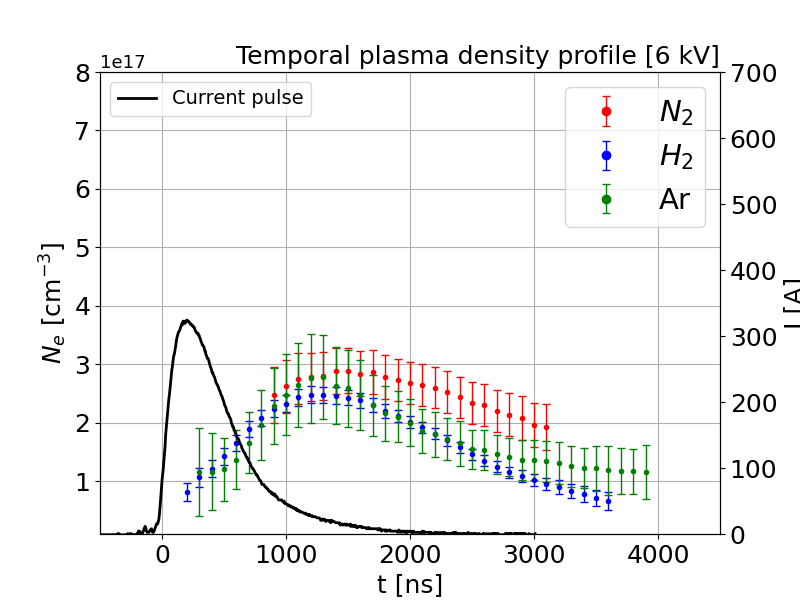 Temporal plasma density profile [6 kV]
1e17
Current pulse
N₂
H₂
Ar
8
7
6
5
4
3
2
1
Nₑ [cm⁻³]
700
600
500
400
300
200
100
0
I [A]
0 1000 2000 3000 4000
t [ns]